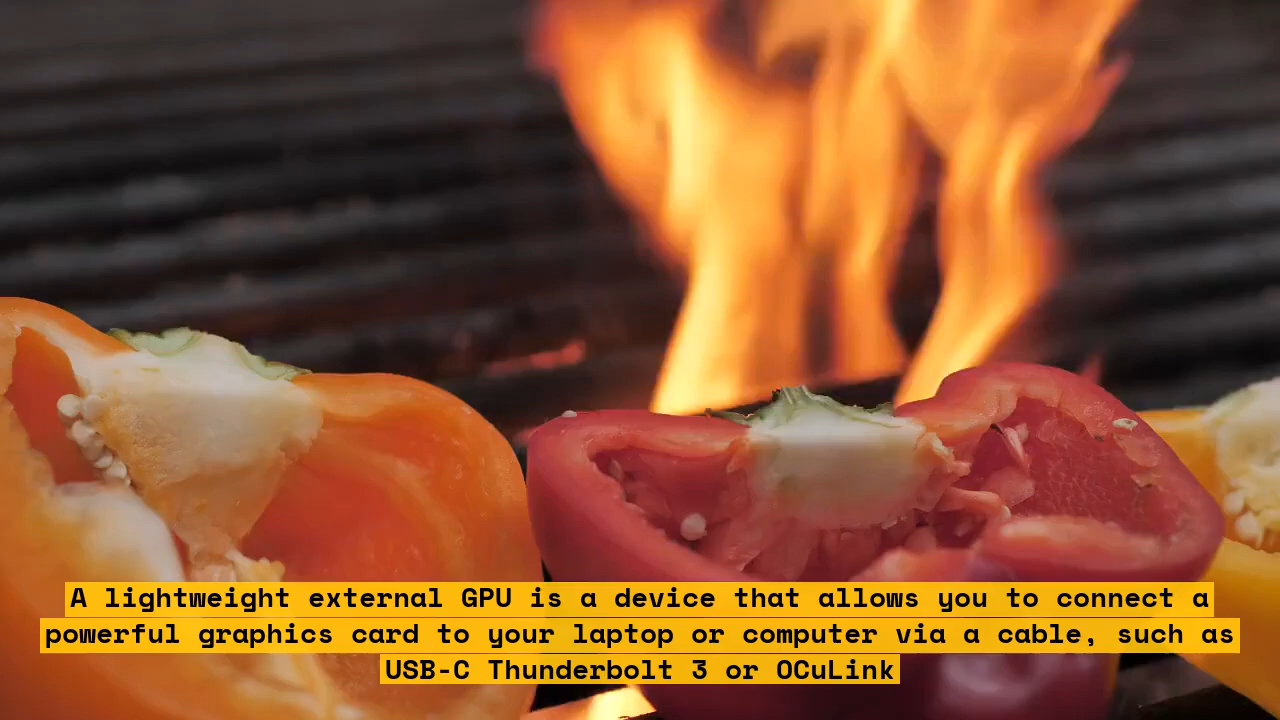 A lightweight external GPU is a device that allows you to connect a
powerful graphics card to your laptop or computer via a cable, such as
USB-C Thunderbolt 3 or OCuLink